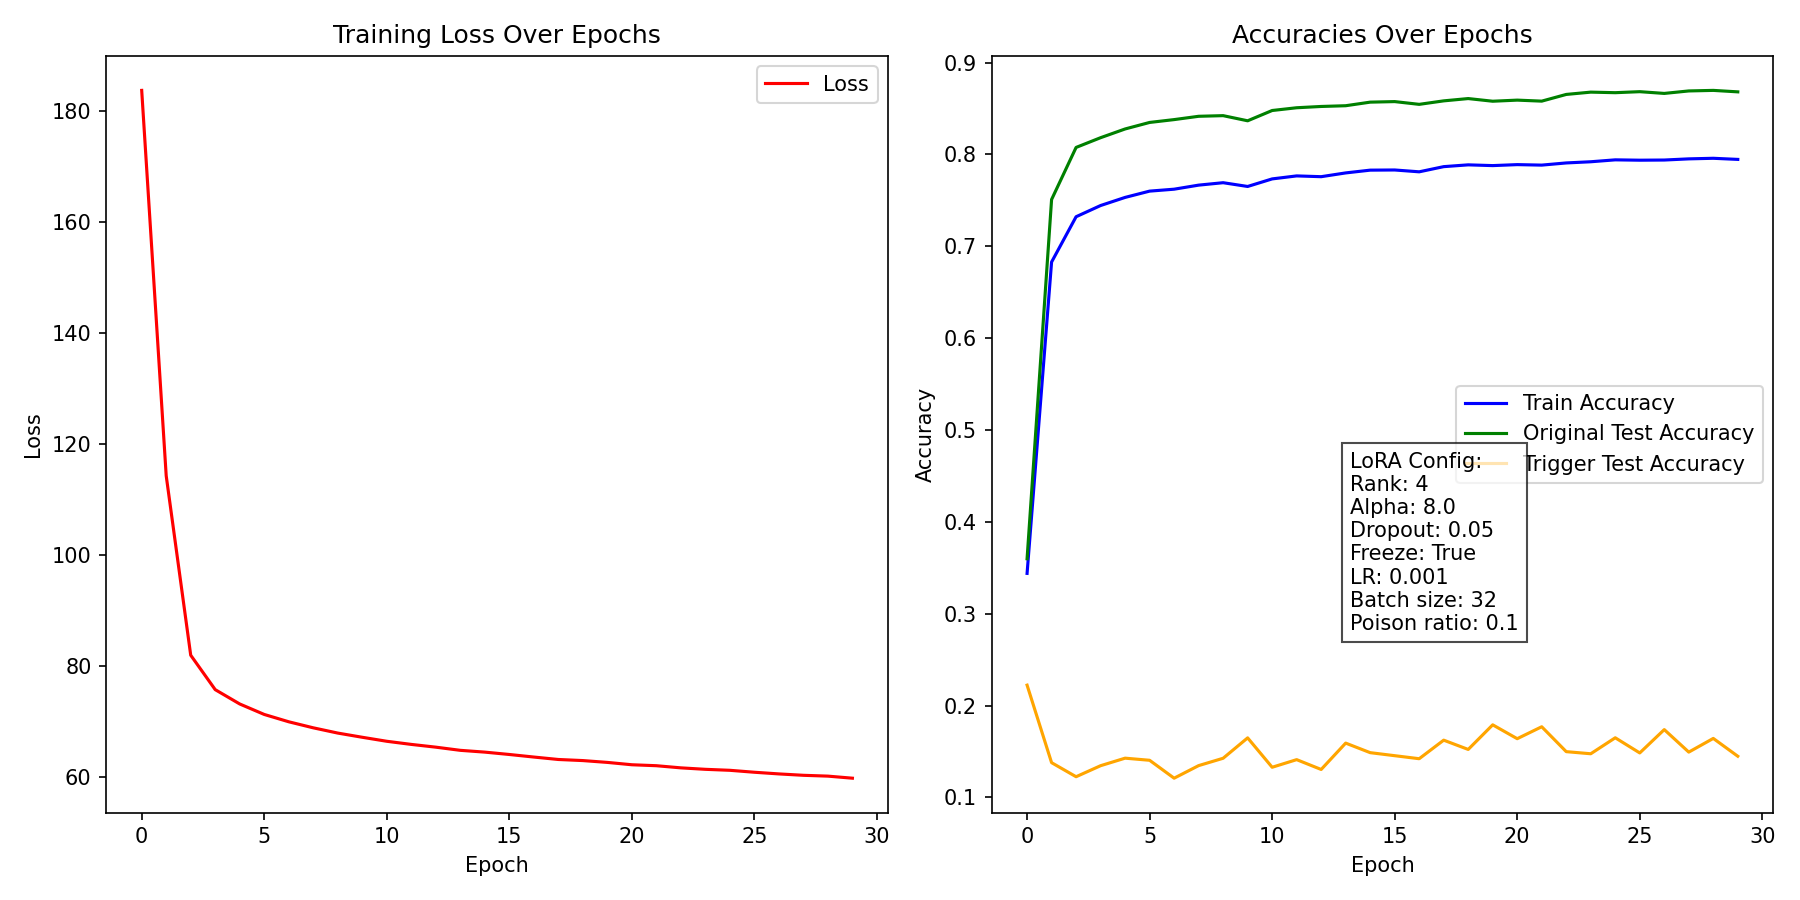 Training Loss Over Epochs
Loss
180
160
140
120
100
80
60
Loss
0 5 10 15 20 25 30
Epoch
Accuracies Over Epochs
0.9
0.8
0.7
0.6
0.5
0.4
0.3
0.2
0.1
Accuracy
Train Accuracy
Original Test Accuracy
Trigger Test Accuracy
LoRA Config:
Rank: 4
Alpha: 8.0
Dropout: 0.05
Freeze: True
LR: 0.001
Batch size: 32
Poison ratio: 0.1
0 5 10 15 20 25 30
Epoch